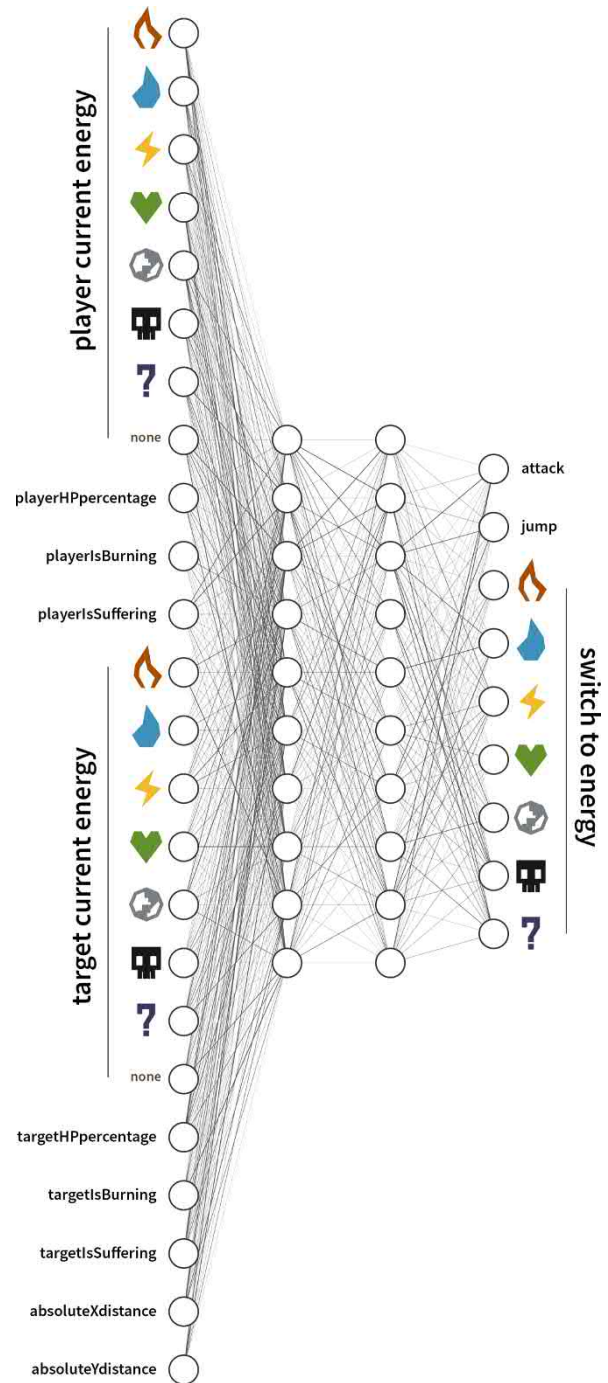 player current energy
?
none
playerHPpercentage
playerIsBurning
playerIsSuffering
target current energy
?
none
targetHPpercentage
targetIsBurning
targetIsSuffering
absoluteXdistance
absoluteYdistance
attack
jump
switch to energy
?